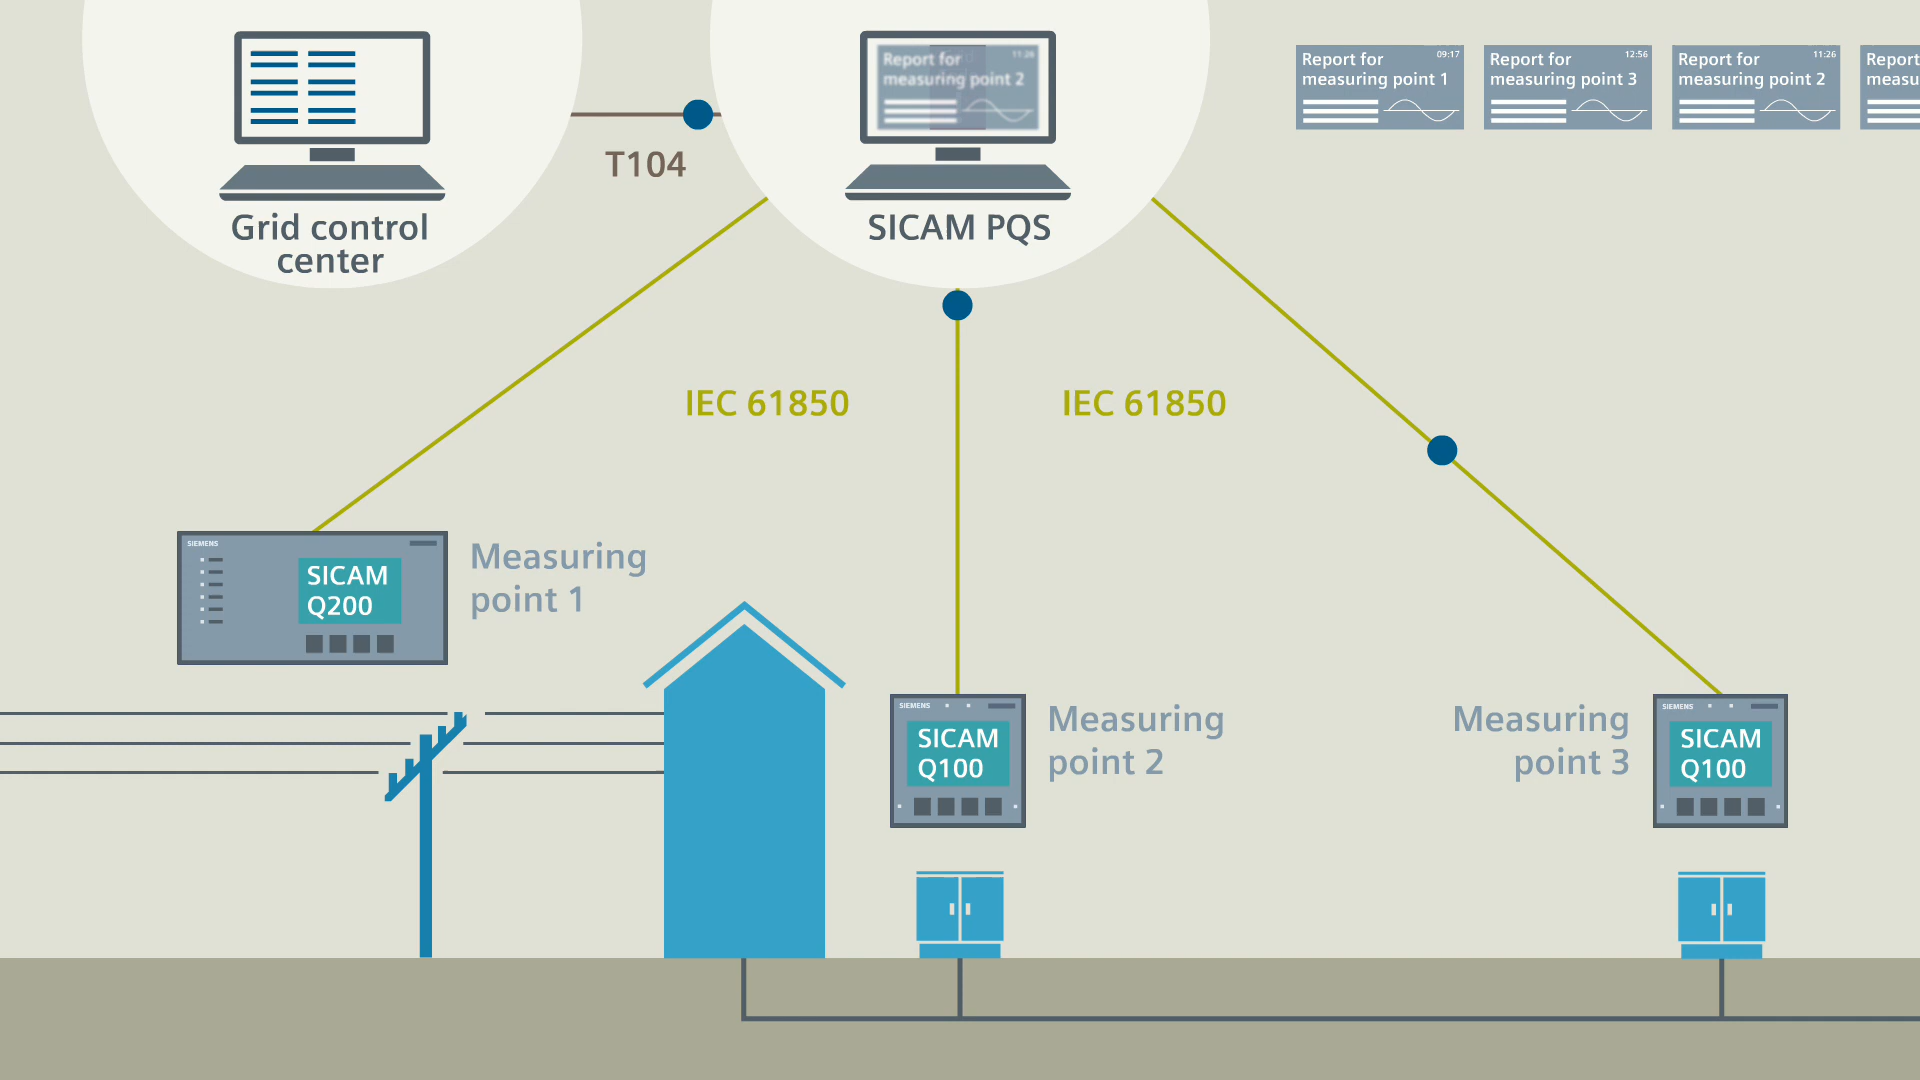 Grid control
center
T104
Report for 11:26
measuring point 2
SICAM PQS
Report for 09:17
measuring point 1
Report for 12:56
measuring point 3
Report for 11:26
measuring point 2
Report
measu
IEC 61850
IEC 61850
SIEMENS
SICAM
Q200
Measuring
point 1
SIEMENS
SICAM
Q100
Measuring
point 2
Measuring
point 3
SIEMENS
SICAM
Q100